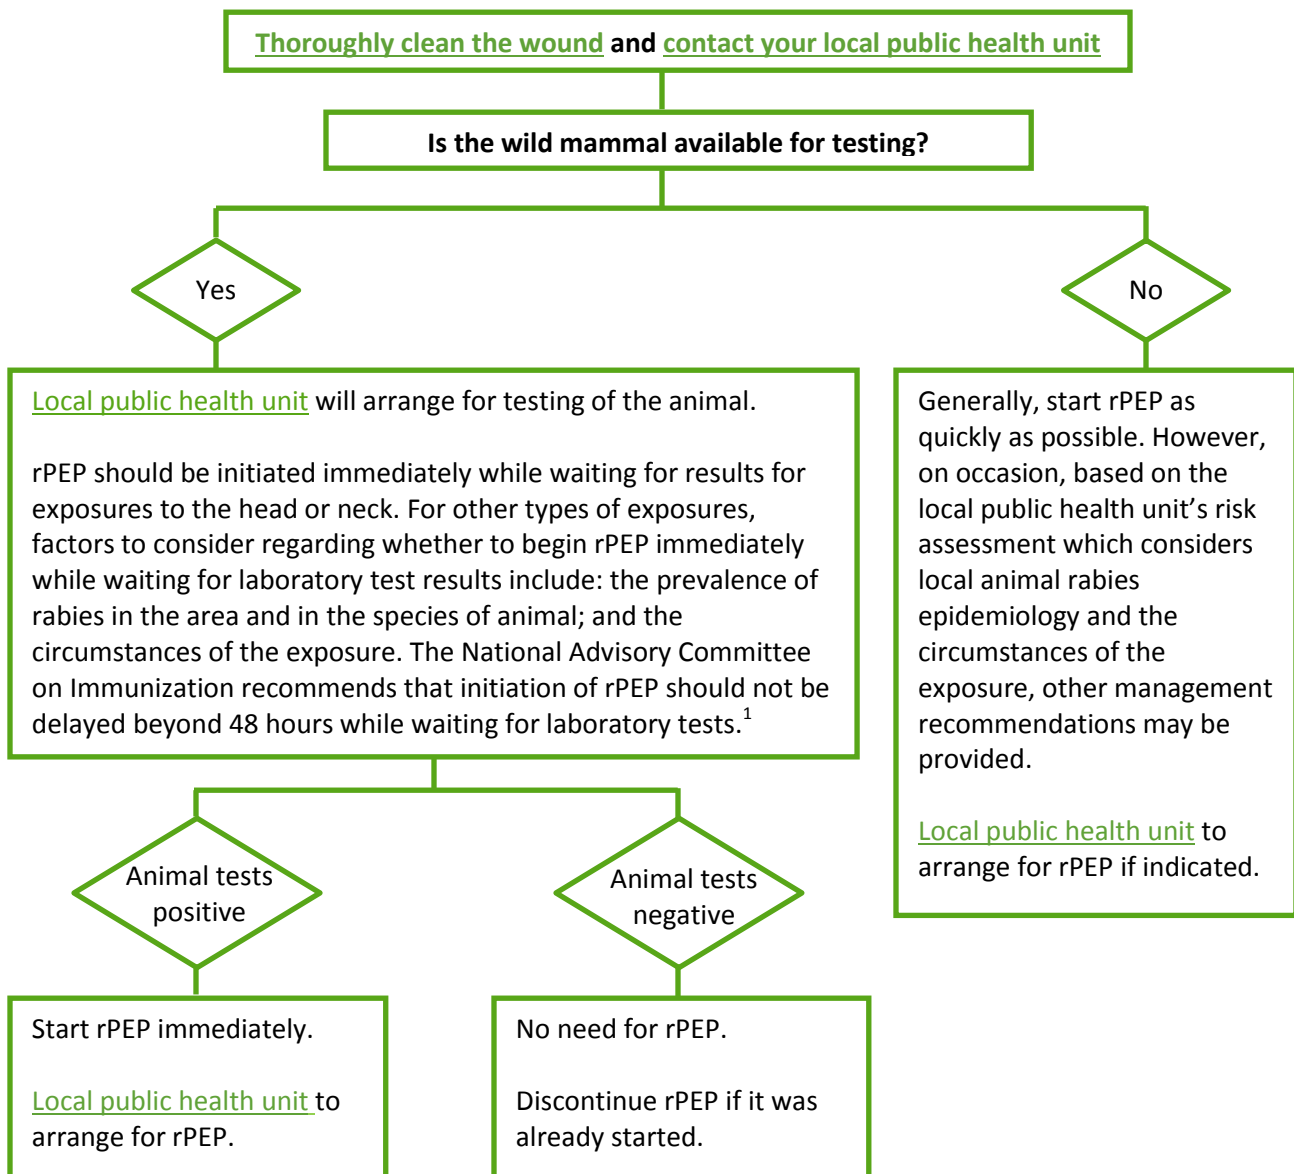 Thoroughly clean the wound and contact your local public health unit
Is the wild mammal available for testing?
Yes
No
Local public health unit will arrange for testing of the animal.
rPEP should be initiated immediately while waiting for results for
exposures to the head or neck. For other types of exposures,
factors to consider regarding whether to begin rPEP immediately
while waiting for laboratory test results include: the prevalence of
rabies in the area and in the species of animal; and the
circumstances of the exposure. The National Advisory Committee
on Immunization recommends that initiation of rPEP should not be
delayed beyond 48 hours while waiting for laboratory tests.1
Generally, start rPEP as
quickly as possible. However,
on occasion, based on the
local public health unit’s risk
assessment which considers
local animal rabies
epidemiology and the
circumstances of the
exposure, other management
recommendations may be
provided.
Local public health unit to
arrange for rPEP if indicated.
Animal tests
positive
Animal tests
negative
Start rPEP immediately.
Local public health unit to
arrange for rPEP.
No need for rPEP.
Discontinue rPEP if it was
already started.